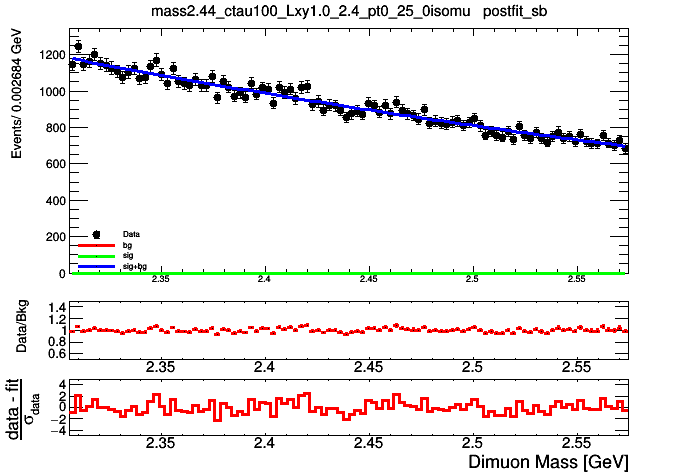 mass2.44_ctau100_Lxy1.0_2.4_pt0_25_0isomu postfit_sb
Events/ 0.002684 GeV
1200
1000
800
600
400
200
0
Data
bg
sig
sig+bg
2.35 2.4 2.45 2.5 2.55
Data/Bkg
1.4
1.2
1
0.8
0.6
2.35 2.4 2.45 2.5 2.55
data - fit
σdata
4
2
0
−2
−4
2.35 2.4 2.45 2.5 2.55
Dimuon Mass [GeV]